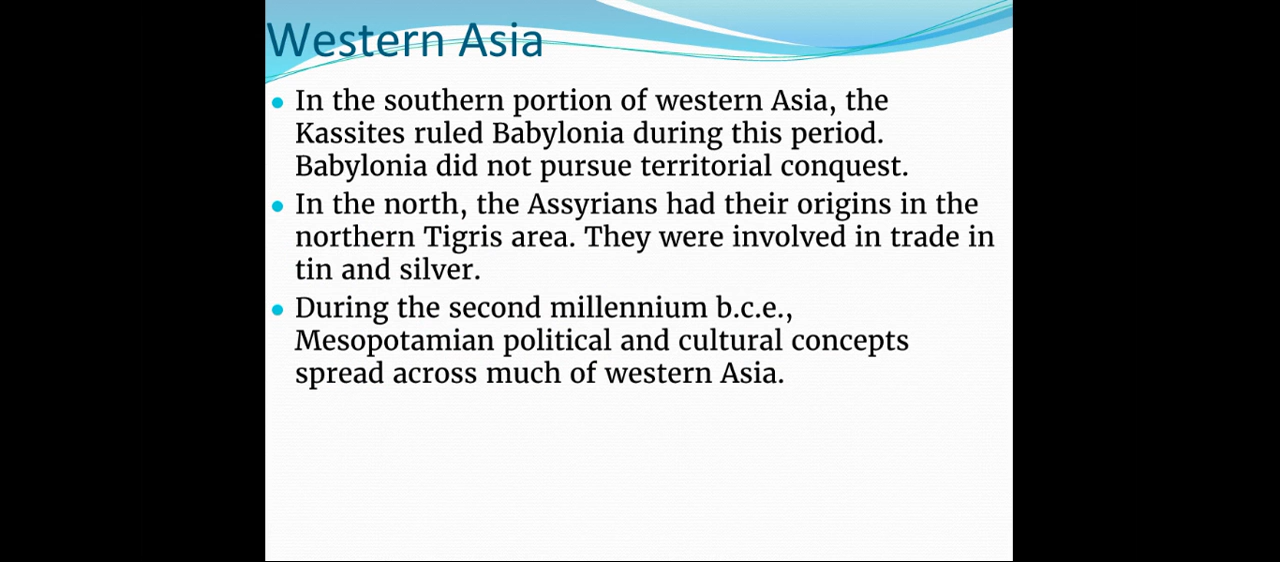 Western Asia
In the southern portion of western Asia, the
Kassites ruled Babylonia during this period.
Babylonia did not pursue territorial conquest.
In the north, the Assyrians had their origins in the
northern Tigris area. They were involved in trade in
tin and silver.
During the second millennium b.c.e.,
Mesopotamian political and cultural concepts
spread across much of western Asia.